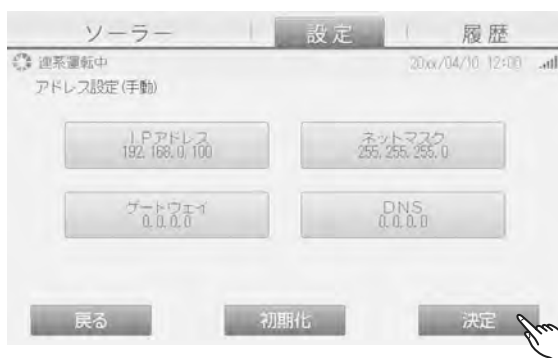 ソーラー 設定 履歴
連系運転中 20xx/04/10 12:00
アドレス設定(手動)
IPアドレス ネットマスク
192.168.0.100 255.255.255.0
ゲートウェイ DNS
0.0.0.0 0.0.0.0
戻る 初期化 決定